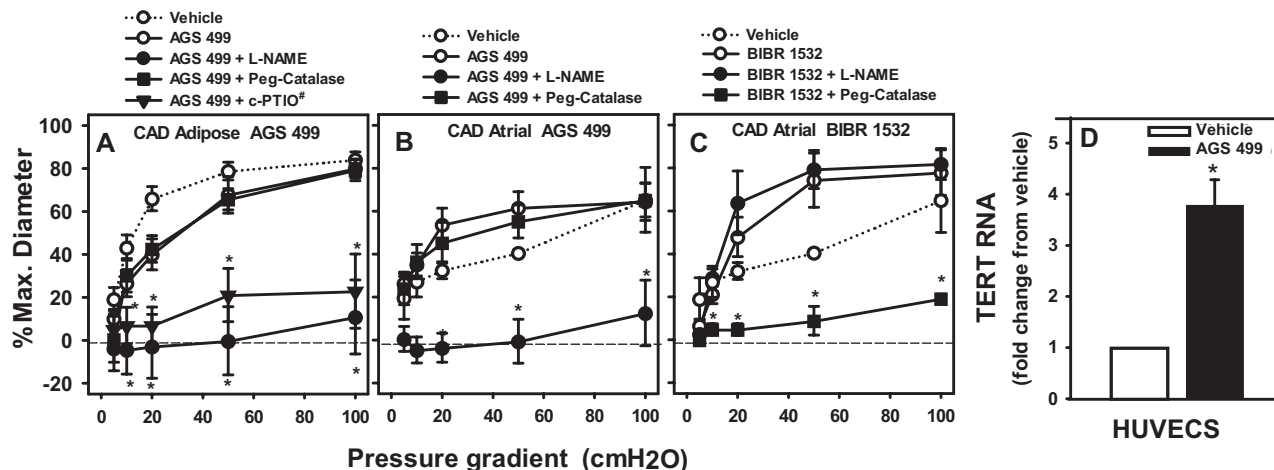 Vehicle
AGS 499
AGS 499 + L-NAME
AGS 499 + Peg-Catalase
AGS 499 + c-PTIO#
Vehicle
AGS 499
AGS 499 + L-NAME
AGS 499 + Peg-Catalase
Vehicle
BIBR 1532
BIBR 1532 + L-NAME
BIBR 1532 + Peg-Catalase
% Max. Diameter
100
80
60
40
20
0
-20
A
CAD Adipose AGS 499
* * * * * * * * *
0 20 40 60 80 100
B
CAD Atrial AGS 499
* * *
0 20 40 60 80 100
C
CAD Atrial BIBR 1532
* * * *
0 20 40 60 80 100
Pressure gradient (cmH2O)
TERT RNA
(fold change from vehicle)
5
4
3
2
1
0
D
Vehicle
AGS 499
*
HUVECS